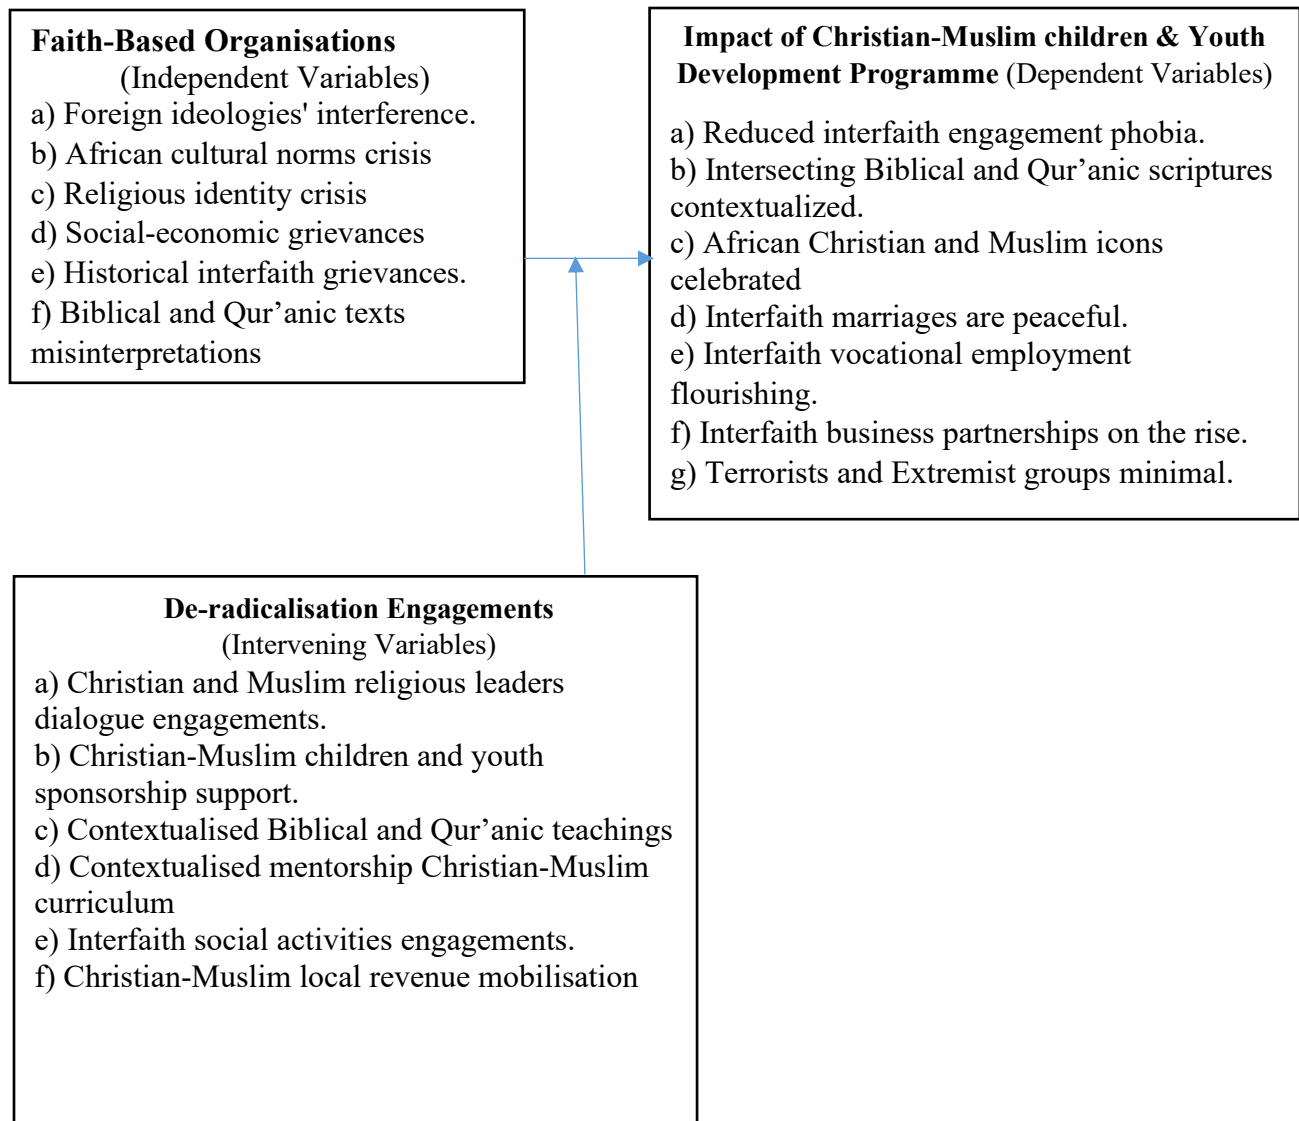 Faith-Based Organisations
(Independent Variables)
a) Foreign ideologies' interference.
b) African cultural norms crisis
c) Religious identity crisis
d) Social-economic grievances
e) Historical interfaith grievances.
f) Biblical and Qur’anic texts
misinterpretations
Impact of Christian-Muslim children & Youth
Development Programme (Dependent Variables)
a) Reduced interfaith engagement phobia.
b) Intersecting Biblical and Qur’anic scriptures
contextualized.
c) African Christian and Muslim icons
celebrated
d) Interfaith marriages are peaceful.
e) Interfaith vocational employment
flourishing.
f) Interfaith business partnerships on the rise.
g) Terrorists and Extremist groups minimal.
De-radicalisation Engagements
(Intervening Variables)
a) Christian and Muslim religious leaders
dialogue engagements.
b) Christian-Muslim children and youth
sponsorship support.
c) Contextualised Biblical and Qur’anic teachings
d) Contextualised mentorship Christian-Muslim
curriculum
e) Interfaith social activities engagements.
f) Christian-Muslim local revenue mobilisation